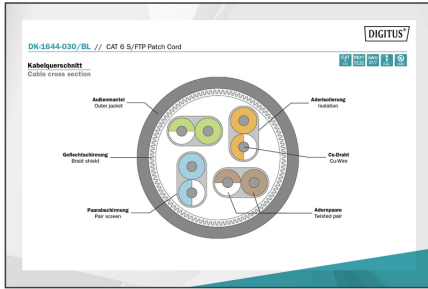 DIGITUS®
DK-1644-030/BL // CAT 6 S/FTP Patch Cord
Kabelquerschnitt
Cable cross section
Außenmantel
Outer jacket
Aderisolierung
Isolation
Geflechtschirmung
Braid shield
Cu-Draht
Cu-Wire
Paarabschirmung
Pair screen
Adernpaare
Twisted pair